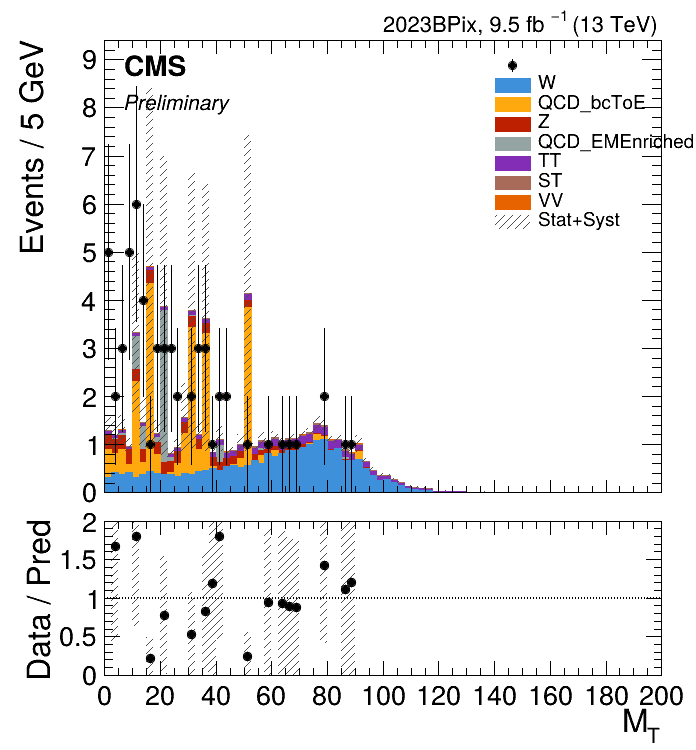 2023BPix, 9.5 fb⁻¹ (13 TeV)
CMS
Preliminary
W
QCD_bcToE
Z
QCD_EMEnriched
TT
ST
VV
Stat+Syst
Events / 5 GeV
9
8
7
6
5
4
3
2
1
0
Data / Pred
2
1.5
1
0.5
0
0 20 40 60 80 100 120 140 160 180 200
M_T